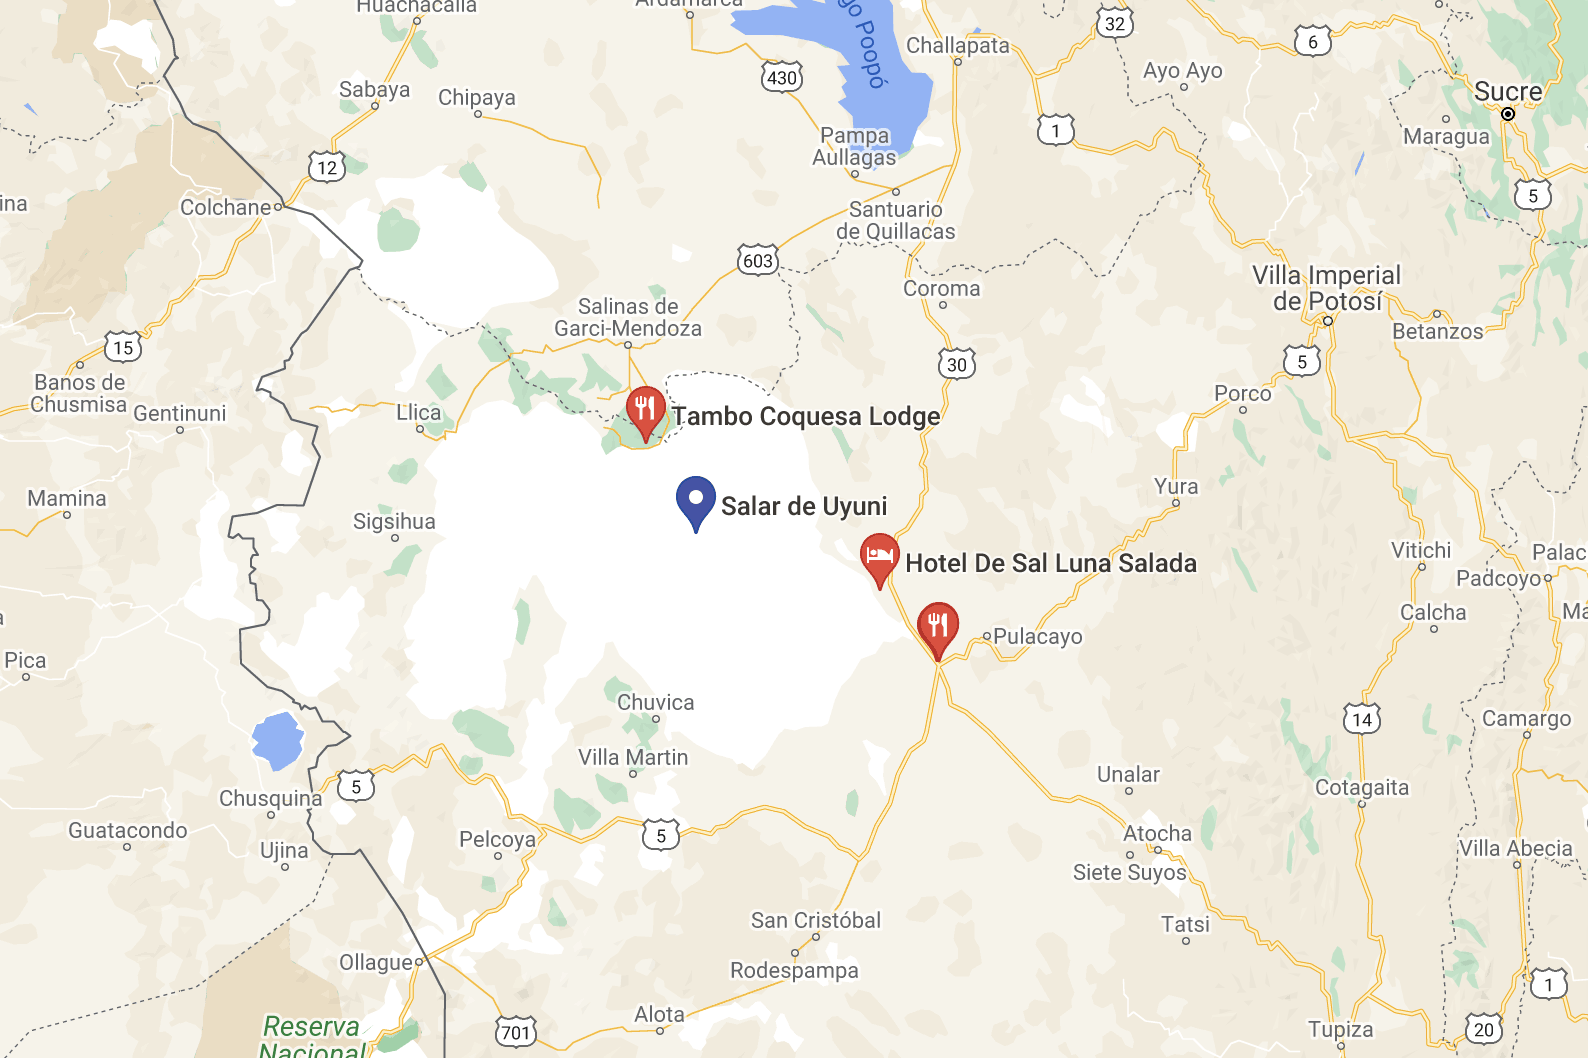 Huachacalla
Ardamarca
go Poopó
Challapata
32
6
430
Ayo Ayo
Sabaya
Chipaya
Sucre
1
Pampa
Aullagas
Maragua
12
5
ina
Colchane
Santuario
de Quillacas
603
Villa Imperial
de Potosí
Coroma
Salinas de
Garci-Mendoza
Betanzos
15
30
5
Banos de
Chusmisa
Gentinuni
Llica
Porco
Tambo Coquesa Lodge
Mamina
Yura
Salar de Uyuni
Sigsihua
Vitichi
Palac
Padcoyo
Hotel De Sal Luna Salada
Calcha
Má
Pulacayo
Pica
Chuvica
14
Camargo
Villa Martin
Unalar
5
Cotagaita
Chusquina
Guatacondo
Pelcoya
5
Atocha
Ujina
Siete Suyos
Villa Abecia
San Cristóbal
Tatsi
Ollague
Rodespampa
1
Alota
701
Reserva
Nacional
Tupiza
20